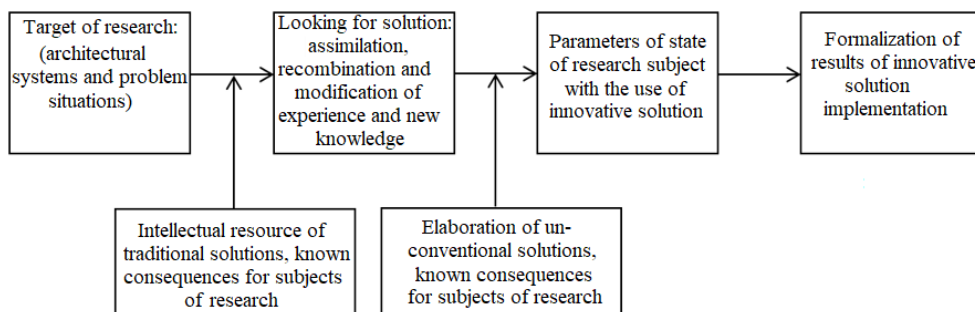 Target of research:
(architectural
systems and problem
situations)
Looking for solution:
assimilation,
recombination and
modification of
experience and new
knowledge
Parameters of state
of research subject
with the use of
innovative solution
Formalization of
results of innovative
solution
implementation
Intellectual resource of
traditional solutions, known
consequences for subjects
of research
Elaboration of un-
conventional solutions,
known consequences
for subjects of research